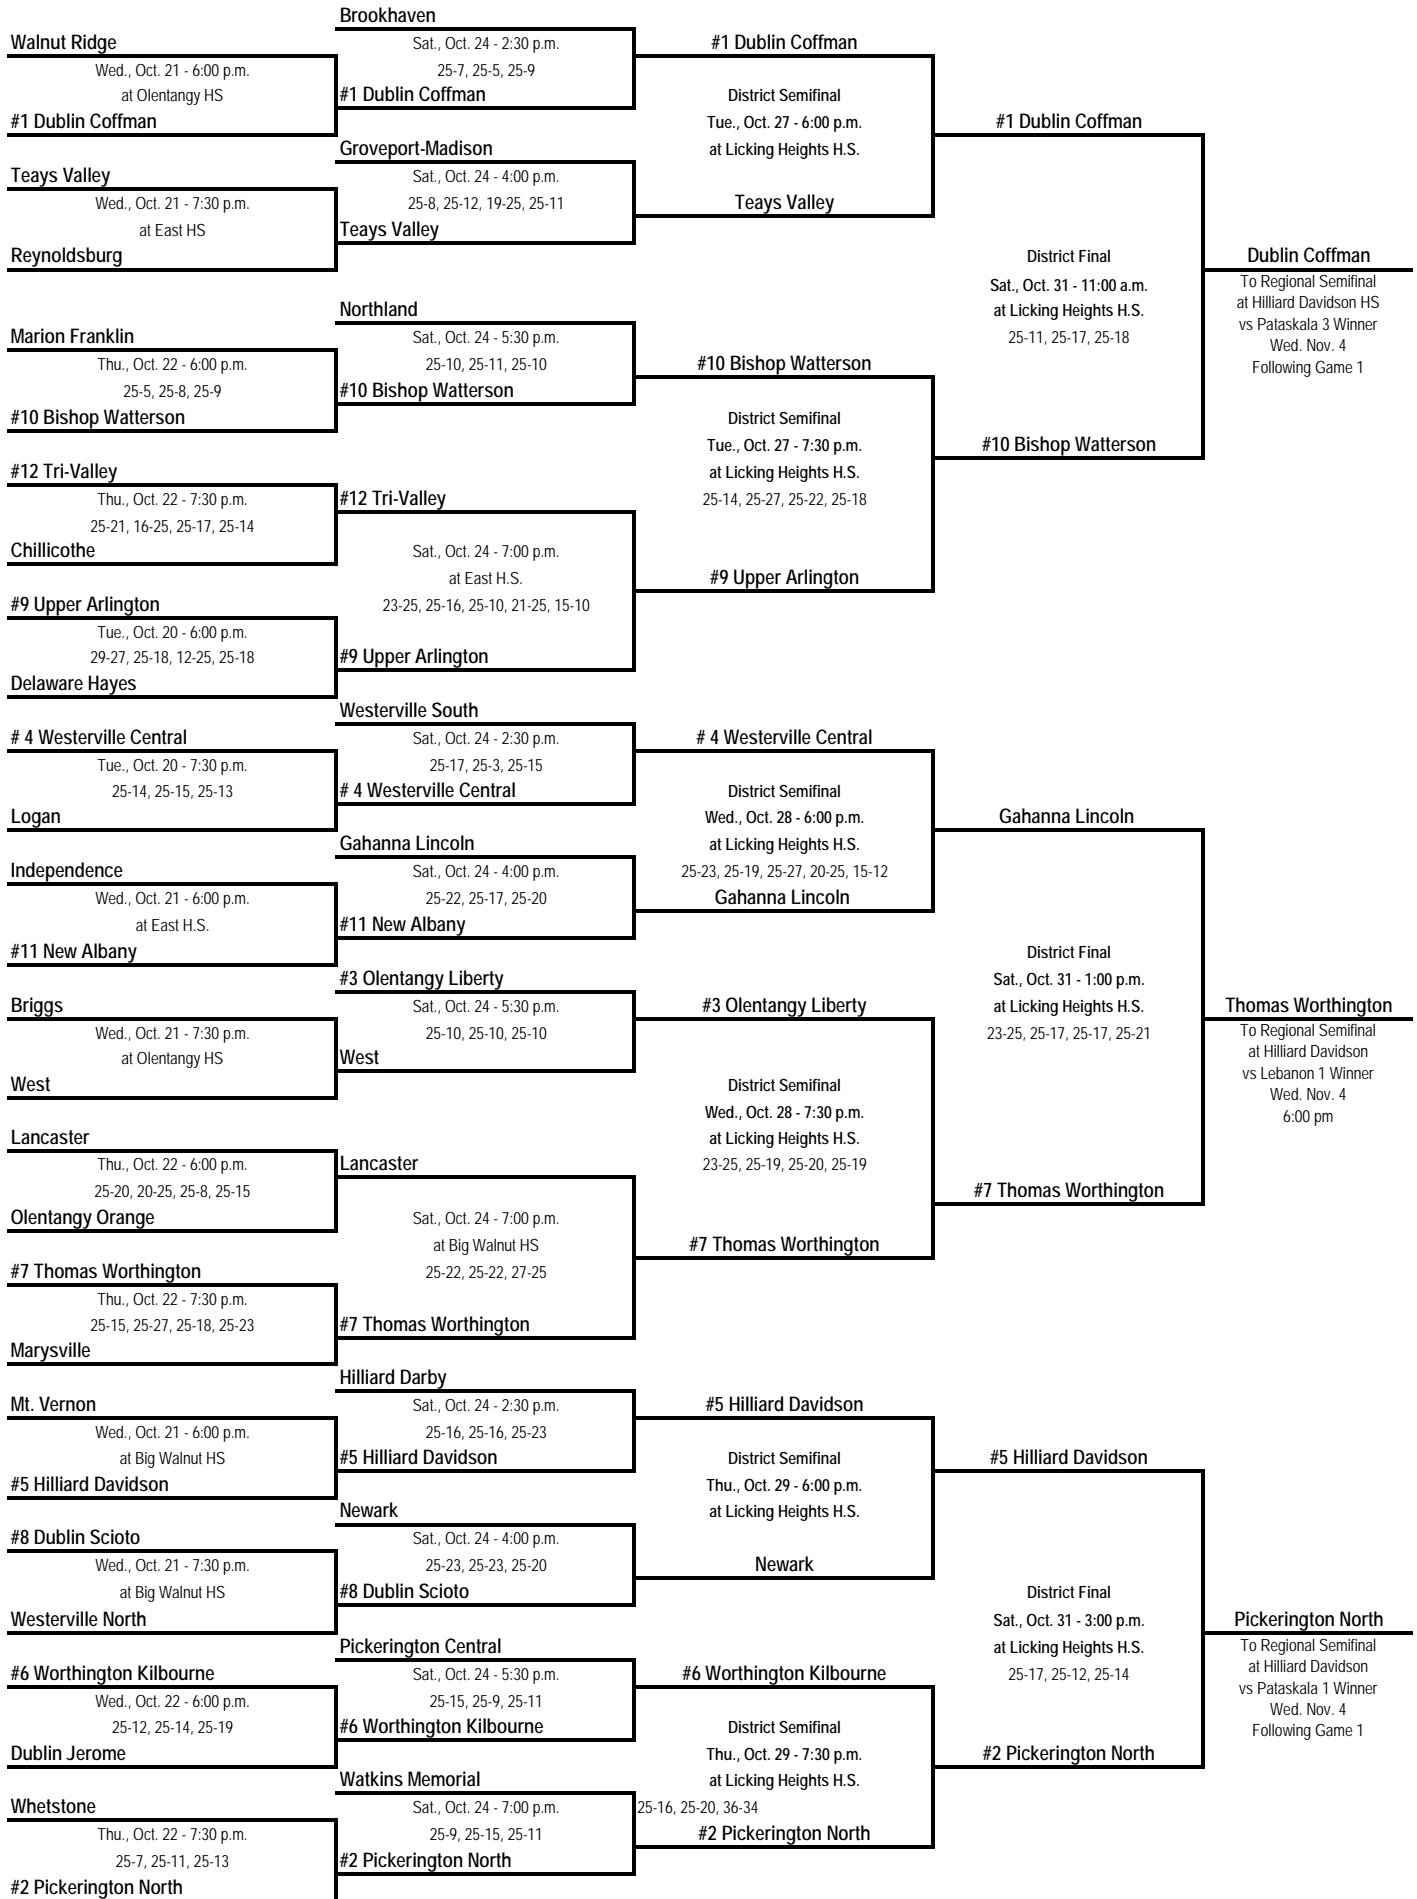 Brookhaven
Walnut Ridge
Sat., Oct. 24 - 2:30 p.m.
#1 Dublin Coffman
Wed., Oct. 21 - 6:00 p.m.
25-7, 25-5, 25-9
at Olentangy HS
#1 Dublin Coffman
District Semifinal
#1 Dublin Coffman
Tue., Oct. 27 - 6:00 p.m.
#1 Dublin Coffman
Groveport-Madison
at Licking Heights H.S.
Teays Valley
Sat., Oct. 24 - 4:00 p.m.
Wed., Oct. 21 - 7:30 p.m.
25-8, 25-12, 19-25, 25-11
Teays Valley
at East HS
Teays Valley
Reynoldsburg
District Final
Dublin Coffman
Sat., Oct. 31 - 11:00 a.m.
To Regional Semifinal
Northland
at Licking Heights H.S.
at Hilliard Davidson HS
Marion Franklin
Sat., Oct. 24 - 5:30 p.m.
25-11, 25-17, 25-18
vs Pataskala 3 Winner
Wed. Nov. 4
Thu., Oct. 22 - 6:00 p.m.
25-10, 25-11, 25-10
#10 Bishop Watterson
Following Game 1
25-5, 25-8, 25-9
#10 Bishop Watterson
#10 Bishop Watterson
District Semifinal
Tue., Oct. 27 - 7:30 p.m.
#10 Bishop Watterson
#12 Tri-Valley
at Licking Heights H.S.
Thu., Oct. 22 - 7:30 p.m.
#12 Tri-Valley
25-14, 25-27, 25-22, 25-18
25-21, 16-25, 25-17, 25-14
Chillicothe
Sat., Oct. 24 - 7:00 p.m.
at East H.S.
#9 Upper Arlington
#9 Upper Arlington
23-25, 25-16, 25-10, 21-25, 15-10
Tue., Oct. 20 - 6:00 p.m.
29-27, 25-18, 12-25, 25-18
#9 Upper Arlington
Delaware Hayes
Westerville South
# 4 Westerville Central
Sat., Oct. 24 - 2:30 p.m.
# 4 Westerville Central
Tue., Oct. 20 - 7:30 p.m.
25-17, 25-3, 25-15
25-14, 25-15, 25-13
# 4 Westerville Central
District Semifinal
Logan
Wed., Oct. 28 - 6:00 p.m.
Gahanna Lincoln
Gahanna Lincoln
at Licking Heights H.S.
Independence
Sat., Oct. 24 - 4:00 p.m.
25-23, 25-19, 25-27, 20-25, 15-12
Wed., Oct. 21 - 6:00 p.m.
25-22, 25-17, 25-20
Gahanna Lincoln
at East H.S.
#11 New Albany
#11 New Albany
District Final
#3 Olentangy Liberty
Sat., Oct. 31 - 1:00 p.m.
Briggs
Sat., Oct. 24 - 5:30 p.m.
#3 Olentangy Liberty
at Licking Heights H.S.
Thomas Worthington
Wed., Oct. 21 - 7:30 p.m.
25-10, 25-10, 25-10
23-25, 25-17, 25-17, 25-21
To Regional Semifinal
at Olentangy HS
West
at Hilliard Davidson
vs Lebanon 1 Winner
West
District Semifinal
Wed. Nov. 4
Wed., Oct. 28 - 7:30 p.m.
6:00 pm
Lancaster
at Licking Heights H.S.
Thu., Oct. 22 - 6:00 p.m.
Lancaster
23-25, 25-19, 25-20, 25-19
25-20, 20-25, 25-8, 25-15
#7 Thomas Worthington
Olentangy Orange
Sat., Oct. 24 - 7:00 p.m.
at Big Walnut HS
#7 Thomas Worthington
#7 Thomas Worthington
25-22, 25-22, 27-25
Thu., Oct. 22 - 7:30 p.m.
25-15, 25-27, 25-18, 25-23
#7 Thomas Worthington
Marysville
Hilliard Darby
Mt. Vernon
Sat., Oct. 24 - 2:30 p.m.
#5 Hilliard Davidson
Wed., Oct. 21 - 6:00 p.m.
25-16, 25-16, 25-23
at Big Walnut HS
#5 Hilliard Davidson
District Semifinal
#5 Hilliard Davidson
#5 Hilliard Davidson
Thu., Oct. 29 - 6:00 p.m.
Newark
at Licking Heights H.S.
#8 Dublin Scioto
Sat., Oct. 24 - 4:00 p.m.
Wed., Oct. 21 - 7:30 p.m.
25-23, 25-23, 25-20
Newark
at Big Walnut HS
#8 Dublin Scioto
District Final
Westerville North
Sat., Oct. 31 - 3:00 p.m.
Pickerington North
Pickerington Central
at Licking Heights H.S.
To Regional Semifinal
#6 Worthington Kilbourne
Sat., Oct. 24 - 5:30 p.m.
#6 Worthington Kilbourne
25-17, 25-12, 25-14
at Hilliard Davidson
vs Pataskala 1 Winner
Wed., Oct. 22 - 6:00 p.m.
25-15, 25-9, 25-11
Wed. Nov. 4
25-12, 25-14, 25-19
#6 Worthington Kilbourne
District Semifinal
Following Game 1
Dublin Jerome
Thu., Oct. 29 - 7:30 p.m.
#2 Pickerington North
Watkins Memorial
at Licking Heights H.S.
Whetstone
Sat., Oct. 24 - 7:00 p.m.
25-16, 25-20, 36-34
Thu., Oct. 22 - 7:30 p.m.
25-9, 25-15, 25-11
#2 Pickerington North
25-7, 25-11, 25-13
#2 Pickerington North
#2 Pickerington North